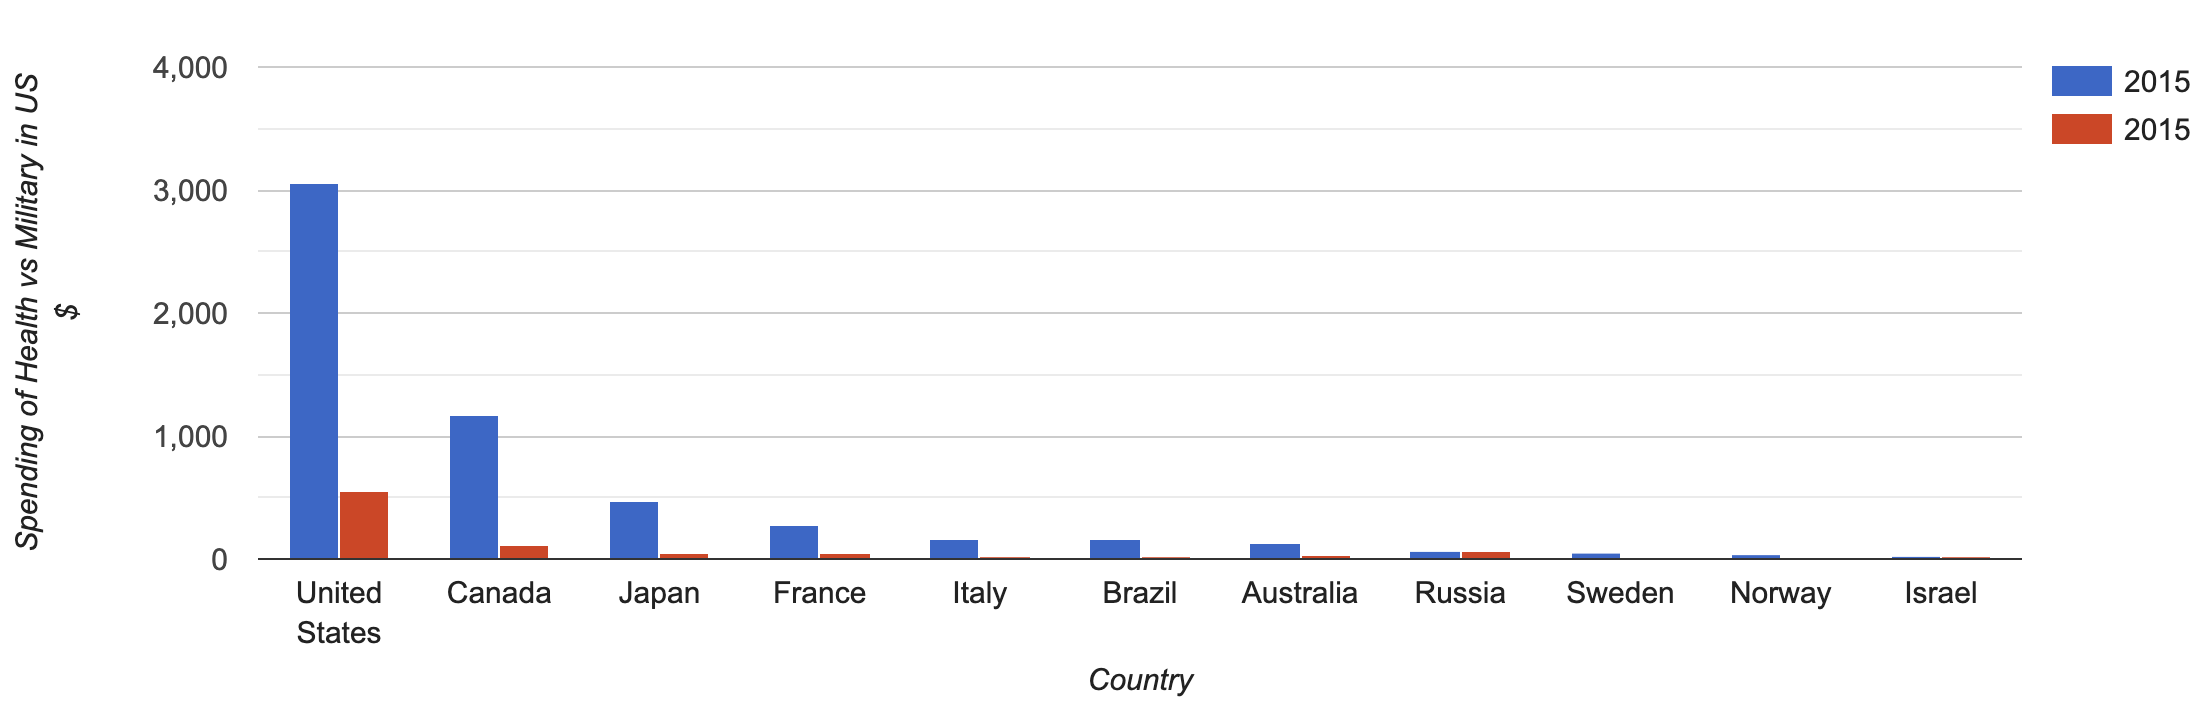 Spending of Health vs Military in US
$
4,000
3,000
2,000
1,000
0
2015
2015
United
States
Canada
Japan
France
Italy
Brazil
Australia
Russia
Sweden
Norway
Israel
Country